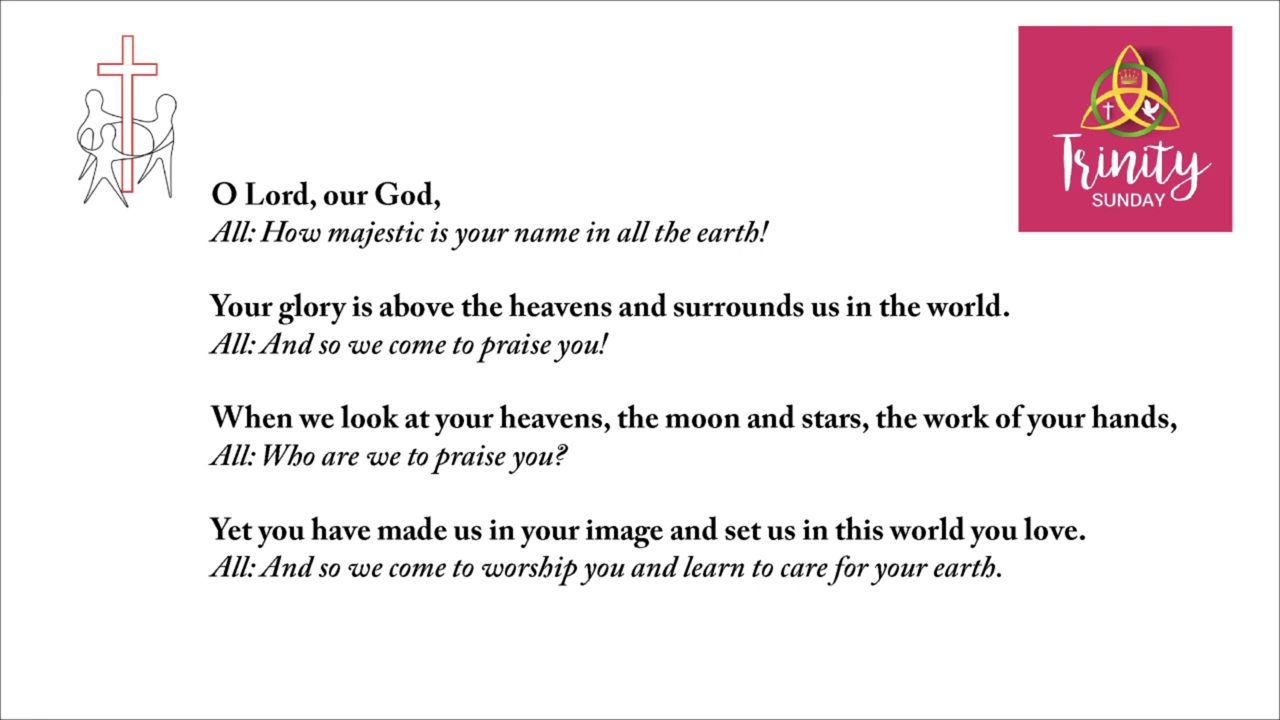 Trinity
SUNDAY
O Lord, our God,
All: How majestic is your name in all the earth!
Your glory is above the heavens and surrounds us in the world.
All: And so we come to praise you!
When we look at your heavens, the moon and stars, the work of your hands,
All: Who are we to praise you?
Yet you have made us in your image and set us in this world you love.
All: And so we come to worship you and learn to care for your earth.